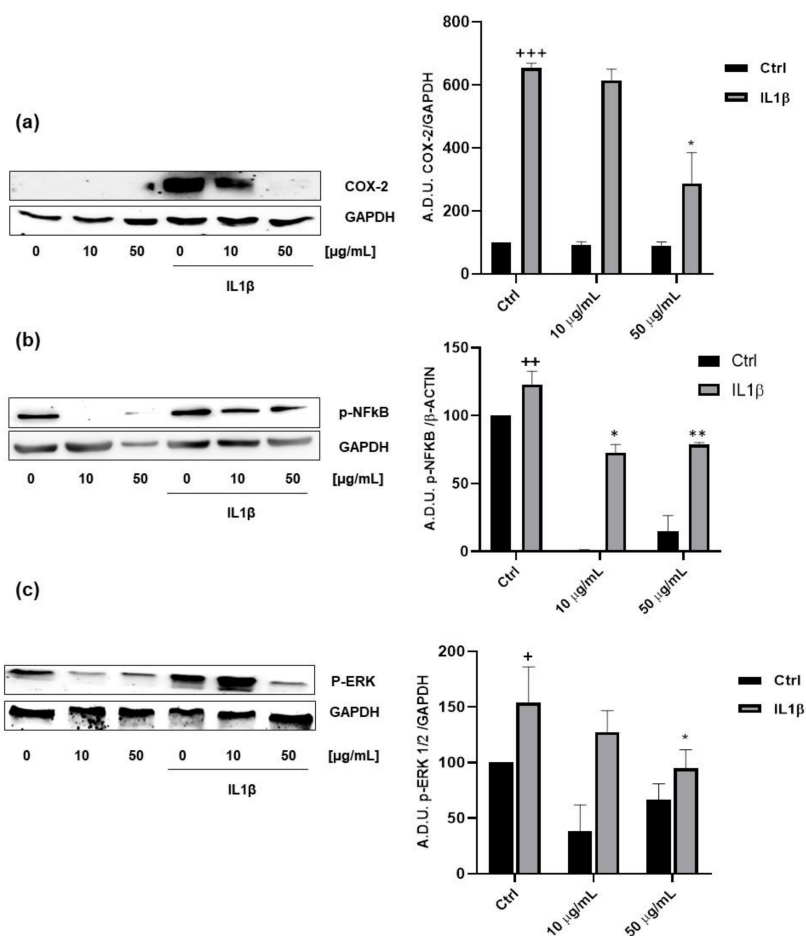 (a)
COX-2
GAPDH
0 10 50 0 10 50 [µg/mL]
IL1β
A.D.U. COX-2/GAPDH
800
600
400
200
0
+++
*
Ctrl
10 µg/mL
50 µg/mL
Ctrl
IL1β
(b)
p-NFkB
GAPDH
0 10 50 0 10 50 [µg/mL]
IL1β
A.D.U. p-NFKB /β-ACTIN
150
100
50
0
++
*
**
Ctrl
10 µg/mL
50 µg/mL
Ctrl
IL1β
(c)
P-ERK
GAPDH
0 10 50 0 10 50 [µg/mL]
IL1β
A.D.U. p-ERK 1/2 /GAPDH
200
150
100
50
0
+
*
Ctrl
10 µg/mL
50 µg/mL
Ctrl
IL1β